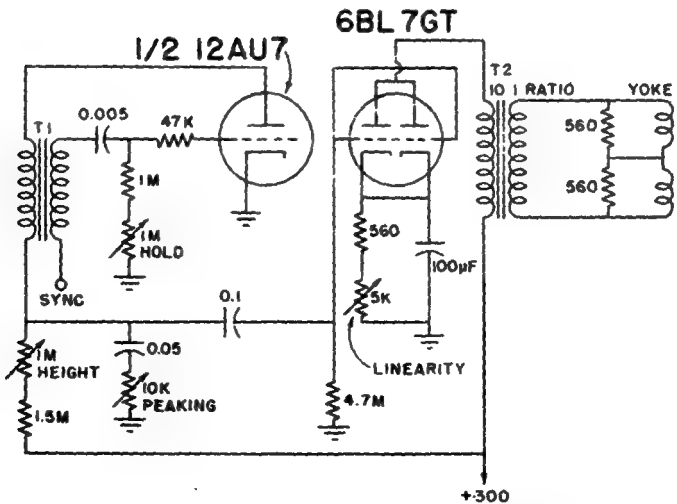 6BL7GT
1/2 12AU7
T2
10 1 RATIO
YOKE
0.005
47K
T1
560
1M
560
560
1M
HOLD
100µF
SYNC
5K
0.1
1M
HEIGHT
0.05
LINEARITY
10K
PEAKING
4.7M
1.5M
+300